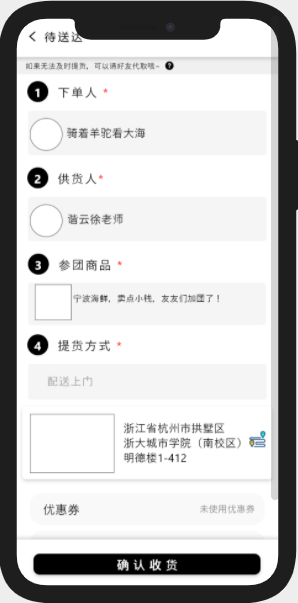 待送达
如果无法及时提货，可以请好友代取哦~ ?
1 下单人 *
骑着羊驼看大海
2 供货人*
谐云徐老师
3 参团商品 *
宁波海鲜，卖点小钱，友友们加团了！
4 提货方式 *
配送上门
浙江省杭州市拱墅区
浙大城市学院（南校区）
明德楼1-412
优惠券 未使用优惠券
确认收货